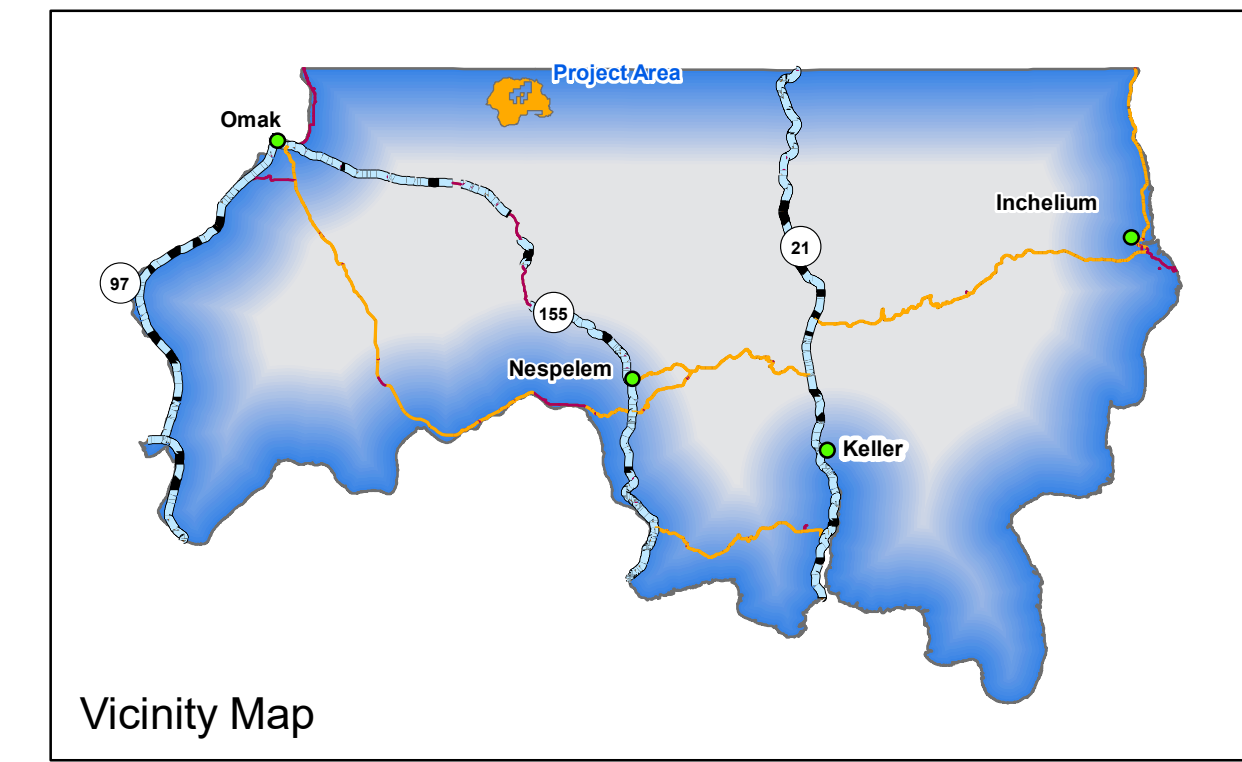 Project Area
Omak
Inchelium
21
97
155
Nespelem
Keller
Vicinity Map